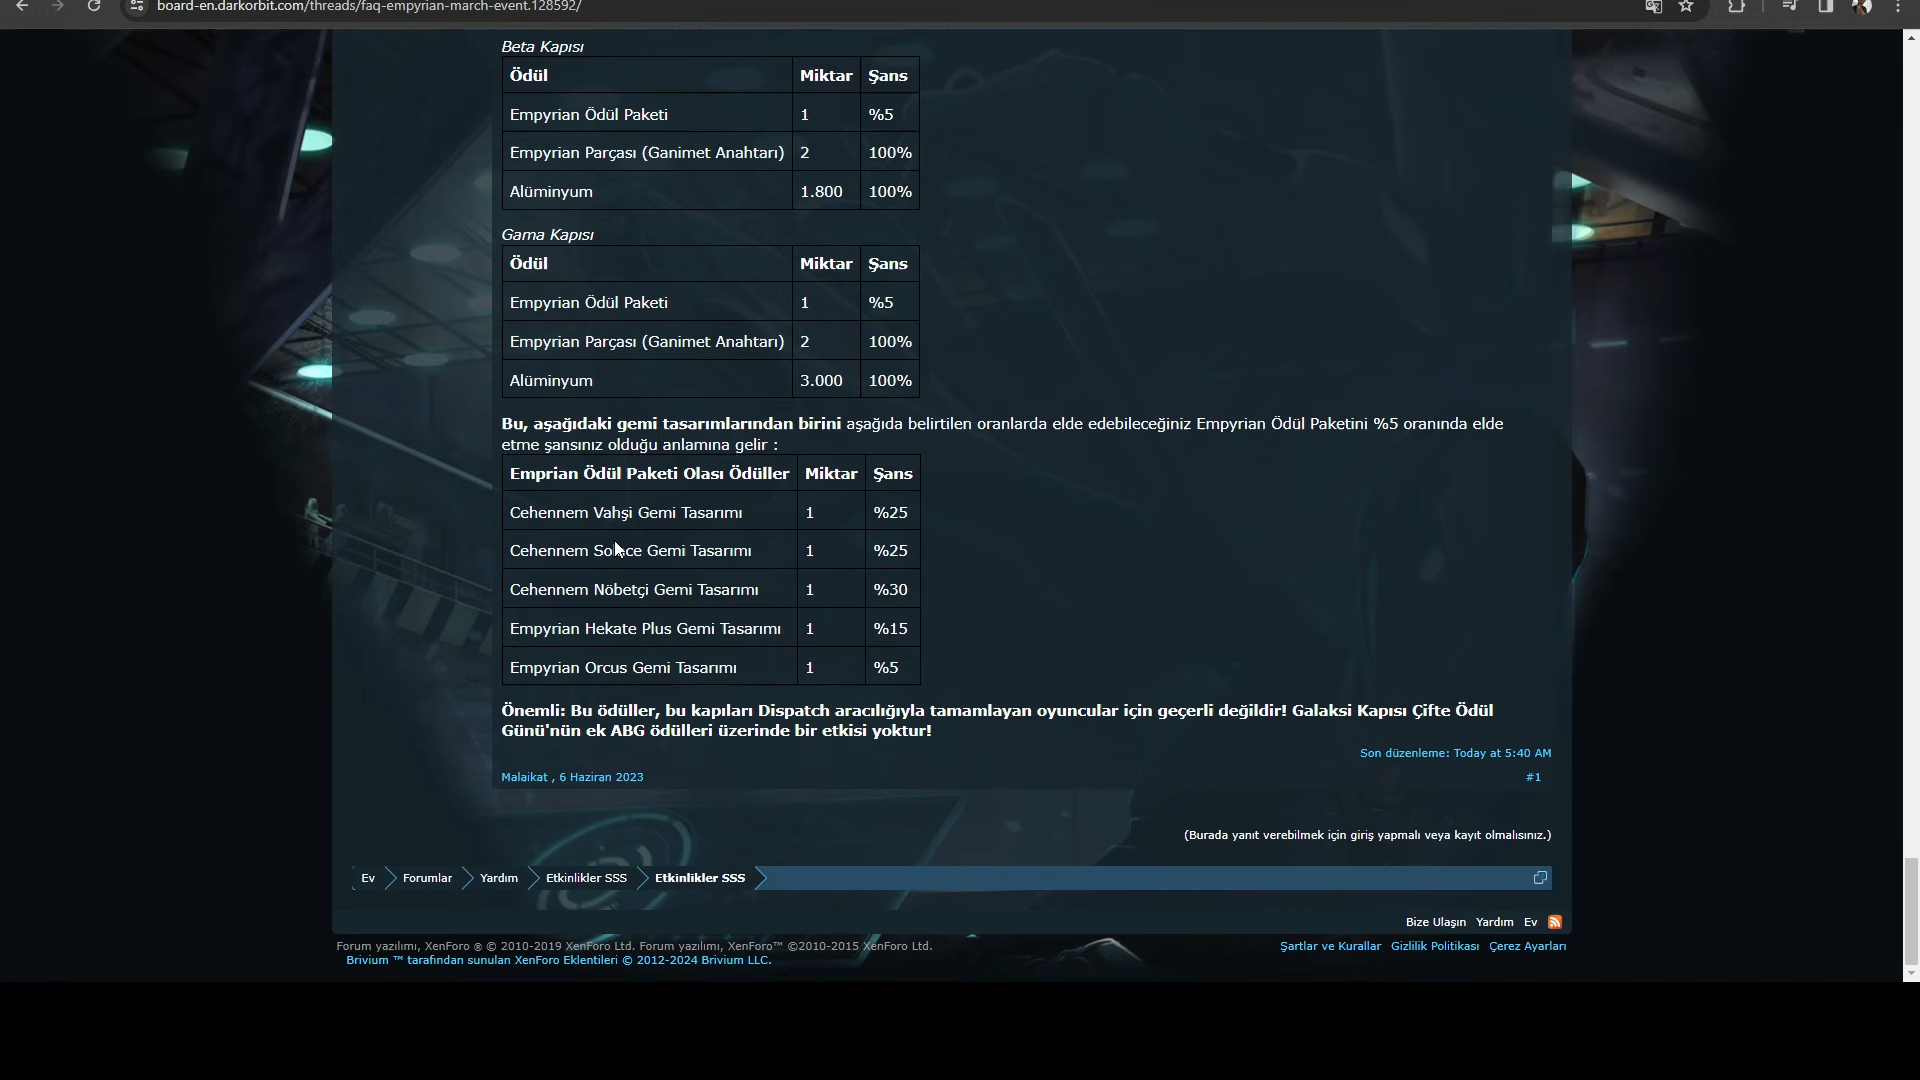 board-en.darkorbit.com/threads/faq-empyrian-march-event.128592/
Beta Kapısı
Ödül Miktar Şans
Empyrian Ödül Paketi 1 %5
Empyrian Parçası (Ganimet Anahtarı) 2 100%
Alüminyum 1.800 100%
Gama Kapısı
Ödül Miktar Şans
Empyrian Ödül Paketi 1 %5
Empyrian Parçası (Ganimet Anahtarı) 2 100%
Alüminyum 3.000 100%
Bu, aşağıdaki gemi tasarımlarından birini aşağıda belirtilen oranlarda elde edebileceğiniz Empyrian Ödül Paketini %5 oranında elde
etme şansınız olduğu anlamına gelir :
Emprian Ödül Paketi Olası Ödüller Miktar Şans
Cehennem Vahşi Gemi Tasarımı 1 %25
Cehennem Solace Gemi Tasarımı 1 %25
Cehennem Nöbetçi Gemi Tasarımı 1 %30
Empyrian Hekate Plus Gemi Tasarımı 1 %15
Empyrian Orcus Gemi Tasarımı 1 %5
Önemli: Bu ödüller, bu kapıları Dispatch aracılığıyla tamamlayan oyuncular için geçerli değildir! Galaksi Kapısı Çifte Ödül
Günü'nün ek ABG ödülleri üzerinde bir etkisi yoktur!
Son düzenleme: Today at 5:40 AM
Malaikat , 6 Haziran 2023 #1
(Burada yanıt verebilmek için giriş yapmalı veya kayıt olmalısınız.)
Ev Forumlar Yardım Etkinlikler SSS Etkinlikler SSS
Bize Ulaşın Yardım Ev
Forum yazılımı, XenForo ® © 2010-2019 XenForo Ltd. Forum yazılımı, XenForo™ ©2010-2015 XenForo Ltd. Şartlar ve Kurallar Gizlilik Politikası Çerez Ayarları
Brivium ™ tarafından sunulan XenForo Eklentileri © 2012-2024 Brivium LLC.